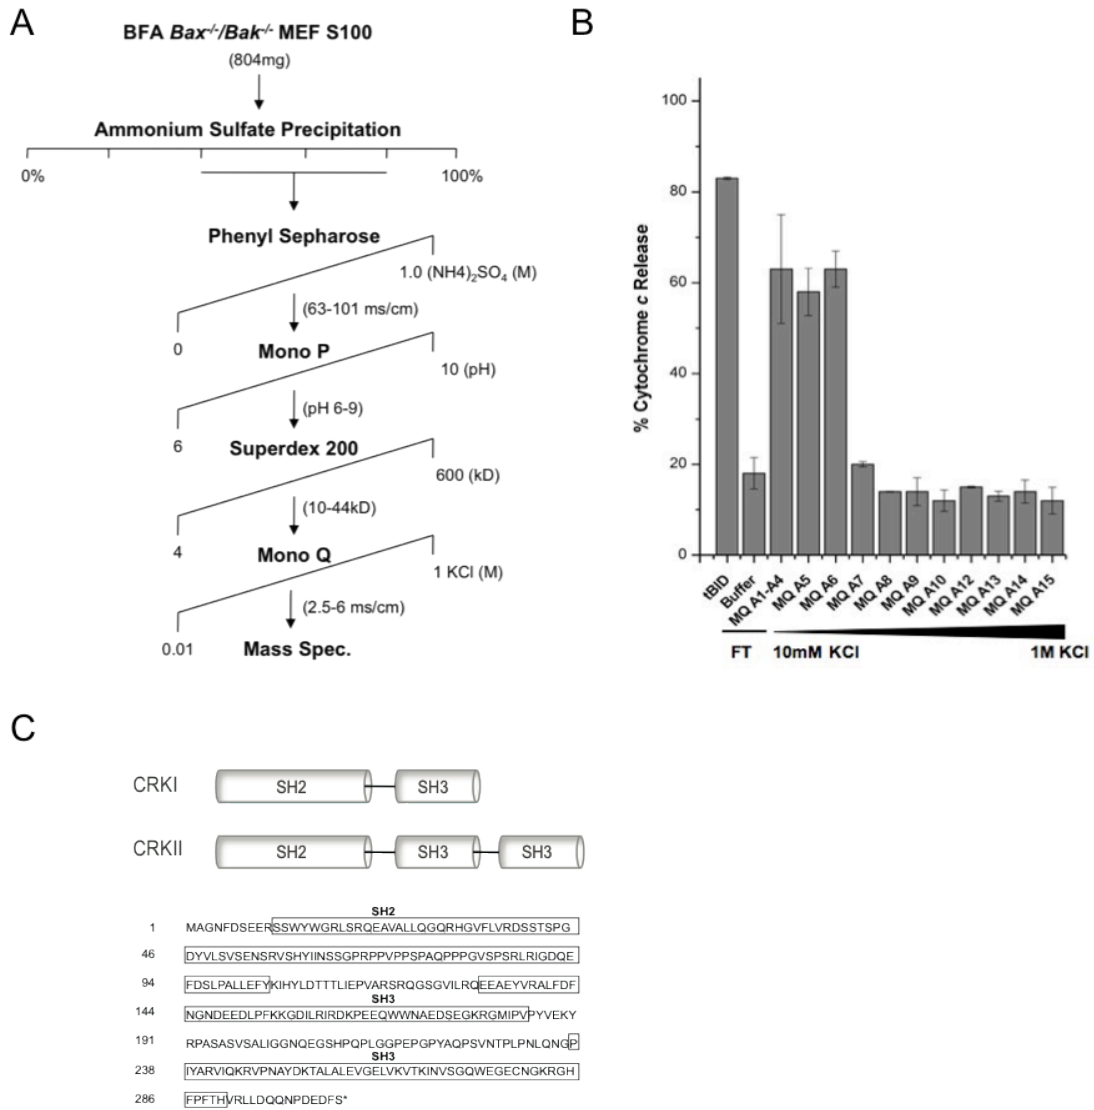 A
BFA Bax-/-/Bak-/- MEF S100
(804mg)
Ammonium Sulfate Precipitation
0%
100%
Phenyl Sepharose
1.0 (NH4)2SO4 (M)
(63-101 ms/cm)
0
Mono P
10 (pH)
(pH 6-9)
6
Superdex 200
600 (kD)
(10-44kD)
4
Mono Q
1 KCl (M)
(2.5-6 ms/cm)
0.01
Mass Spec.
B
% Cytochrome c Release
100
80
60
40
20
0
tBID
Buffer
MQ A1-A4
MQ A5
MQ A6
MQ A7
MQ A8
MQ A9
MQ A10
MQ A12
MQ A13
MQ A14
MQ A15
FT
10mM KCl
1M KCl
C
CRKI
SH2
SH3
CRKII
SH2
SH3
SH3
SH2
1 MAGNFDSEERSSWYWGRLSRQEAVALLQGQRHGVFLVRDSSTSPG
46 DYVLSVSENSRVSHYIINSSGPRPPVPPSPAQPPPGVSPSRLRIGDQE
94 FDSLPALLEFYKIHYLDTTTLIEPVARSRQGSGVILRQEEAEYVRALFDF
SH3
144 NGNDEEDLPFKKGDILRIRDKPEEQWWNAEDSEGKRGMIPVPYVEKY
191 RPASASVSALIGGNQEGSHPQPLGGPEPGPYAQPSVNTPLPNLQNGP
SH3
238 IYARVIQKRVPNAYDKTALALEVGELVKVTKINVSGQWEGECNGKRGH
286 FPFTHVRLLDQQNPDEDFS*